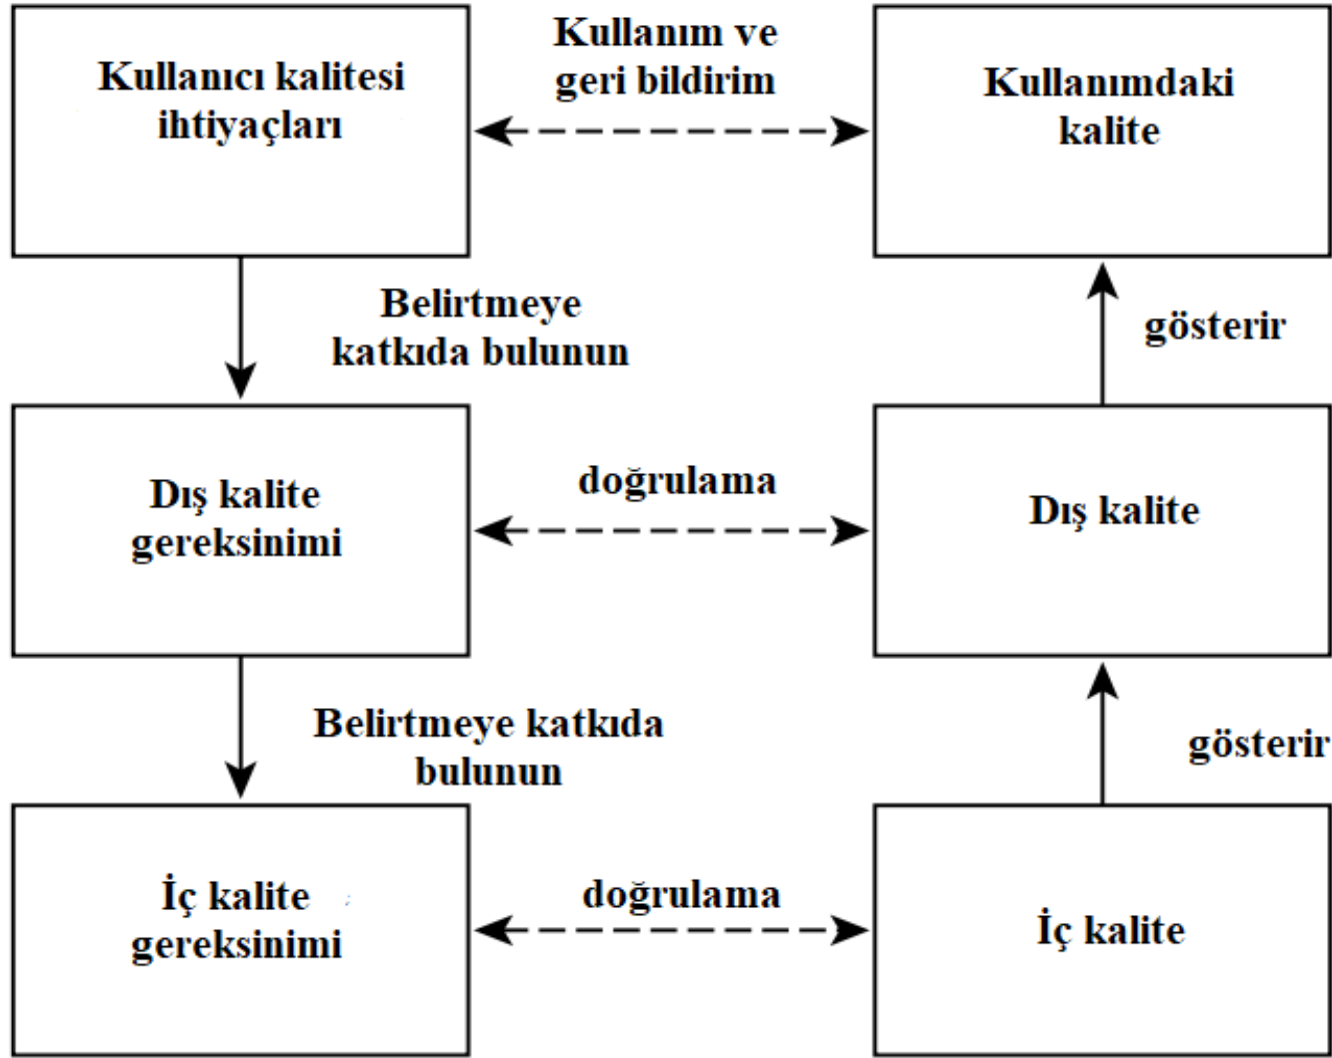 Kullanıcı kalitesi
ihtiyaçları
Kullanım ve
geri bildirim
Kullanımdaki
kalite
Belirtmeye
katkıda bulunun
gösterir
Dış kalite
gereksinimi
doğrulama
Dış kalite
Belirtmeye katkıda
bulunun
gösterir
İç kalite
gereksinimi
doğrulama
İç kalite